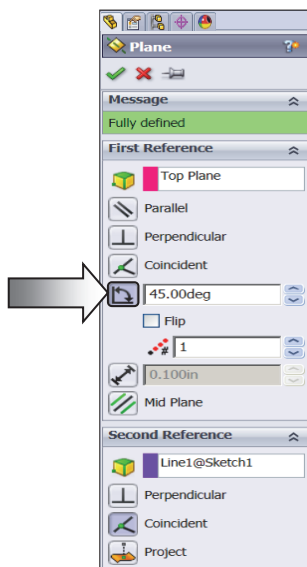 Plane
?
Message
Fully defined
First Reference
Top Plane
Parallel
Perpendicular
Coincident
45.00deg
Flip
# 1
0.100in
Mid Plane
Second Reference
Line1@Sketch1
Perpendicular
Coincident
Project